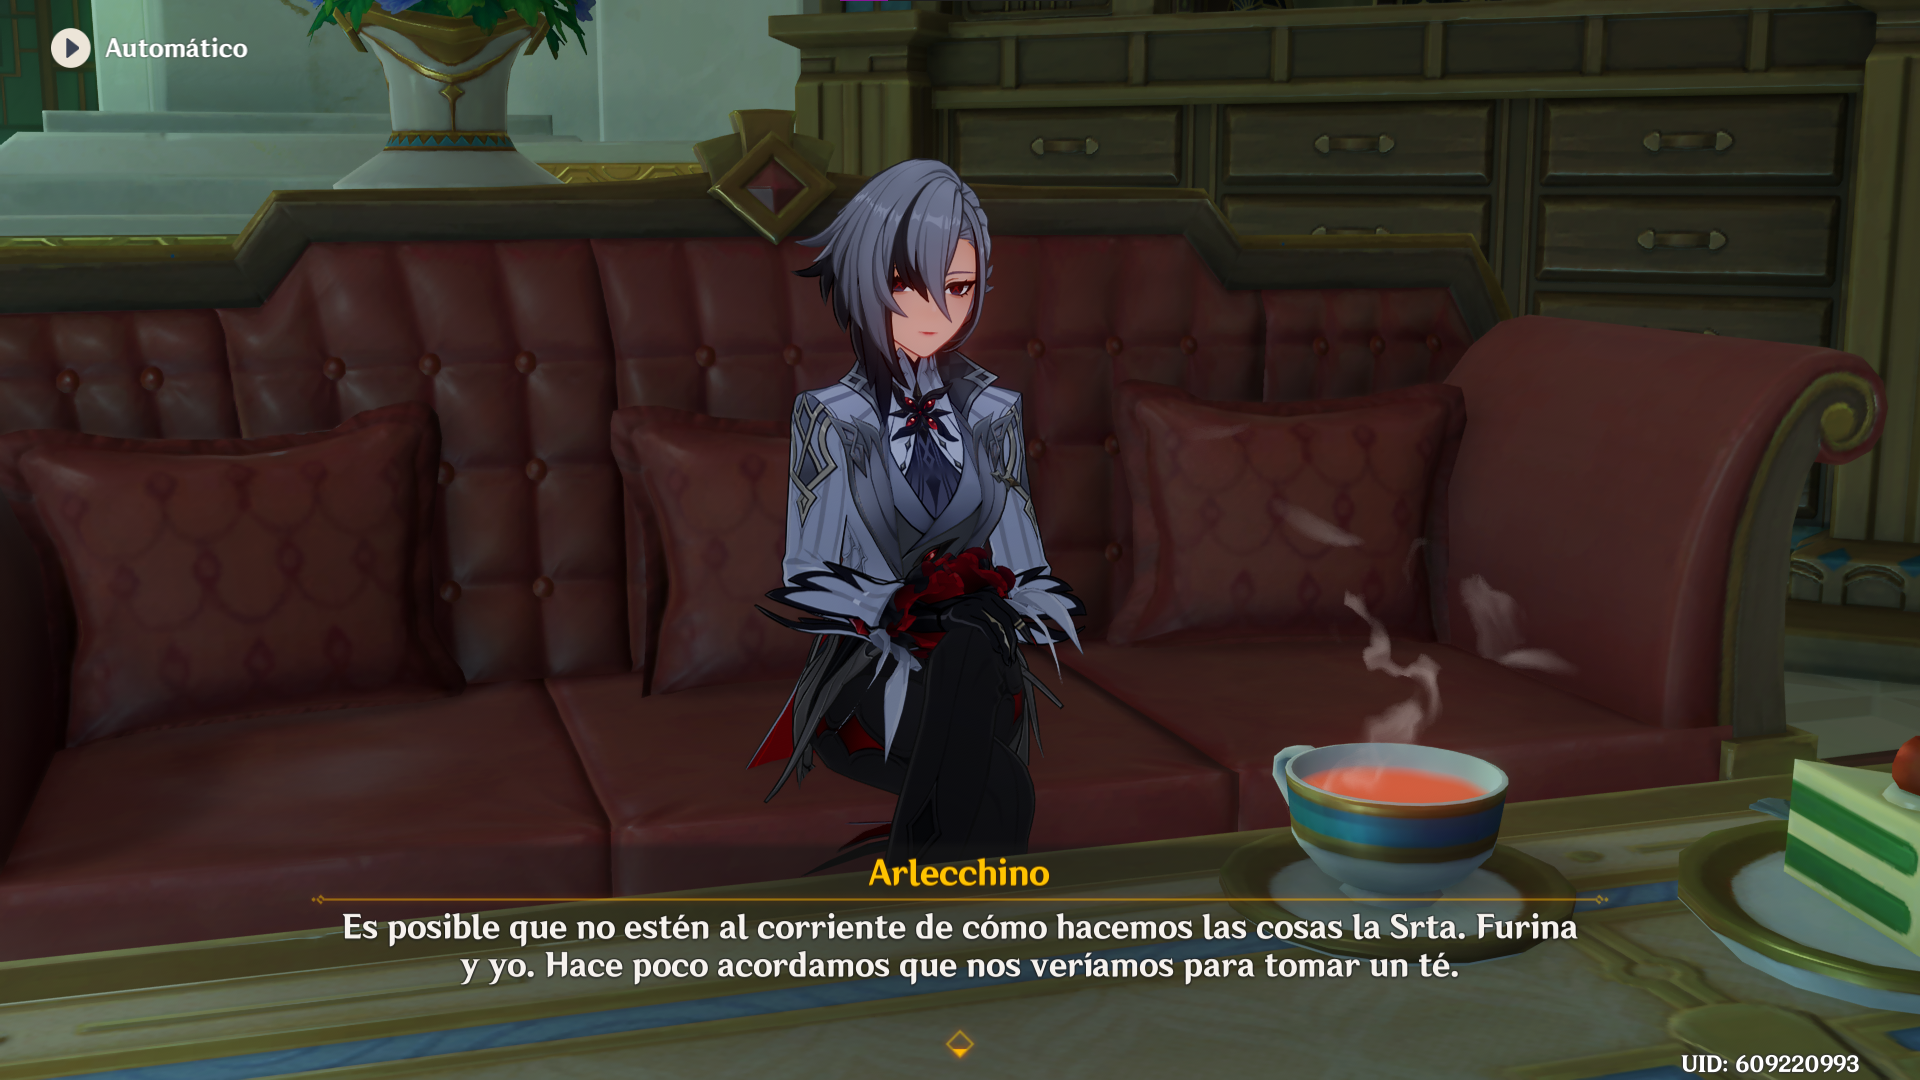 Automático
Arlecchino
Es posible que no estén al corriente de cómo hacemos las cosas la Srta. Furina
y yo. Hace poco acordamos que nos veríamos para tomar un té.
UID: 609220993